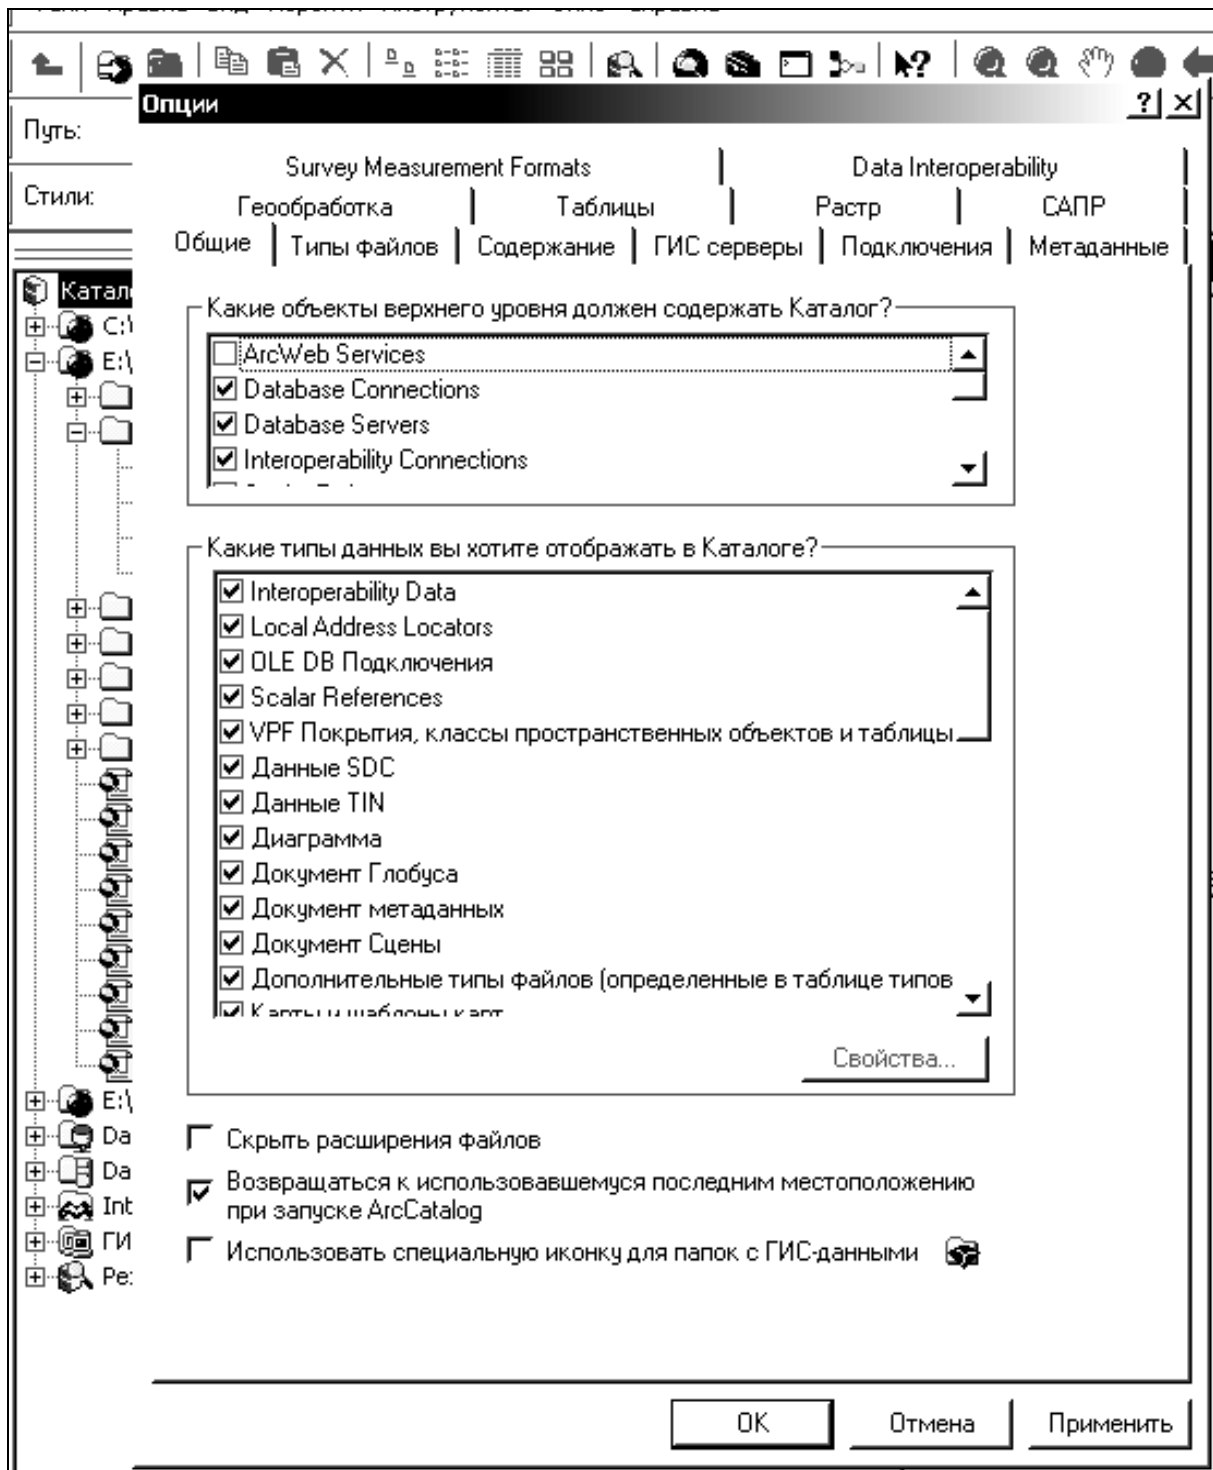 Опции
Путь:
Стили:
Survey Measurement Formats Data Interoperability
Геообработка Таблицы Растр САПР
Общие Типы файлов Содержание ГИС серверы Подключения Метаданные
Катал
C:\
E:\
Какие объекты верхнего уровня должен содержать Каталог?
ArcWeb Services
Database Connections
Database Servers
Interoperability Connections
Какие типы данных вы хотите отображать в Каталоге?
Interoperability Data
Local Address Locators
OLE DB Подключения
Scalar References
VPF Покрытия, классы пространственных объектов и таблицы
Данные SDC
Данные TIN
Диаграмма
Документ Глобуса
Документ метаданных
Документ Сцены
Дополнительные типы файлов (определенные в таблице типов
Карты и шаблоны карт
Свойства...
E:\
Da
Da
Int
ГИ
Рe
Скрыть расширения файлов
Возвращаться к использовавшемуся последним местоположению
при запуске ArcCatalog
Использовать специальную иконку для папок с ГИС-данными
OK Отмена Применить